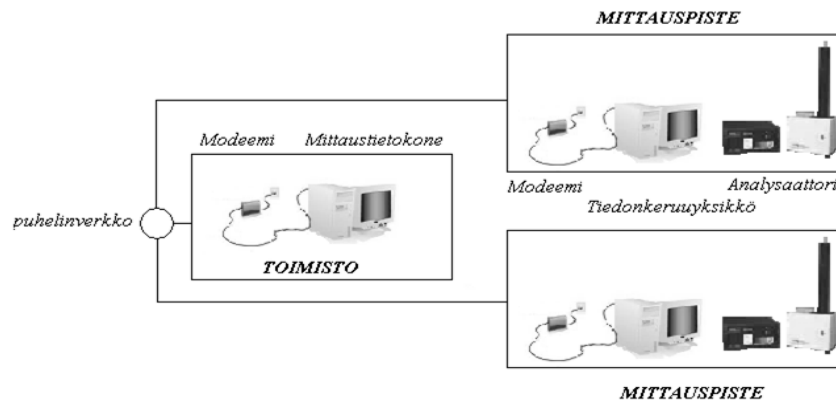 MITTAUSPISTE
Modeemi Mittaustietokone
Modeemi Analysaattori
Tiedonkeruuyksikkö
puhelinverkko
TOIMISTO
MITTAUSPISTE